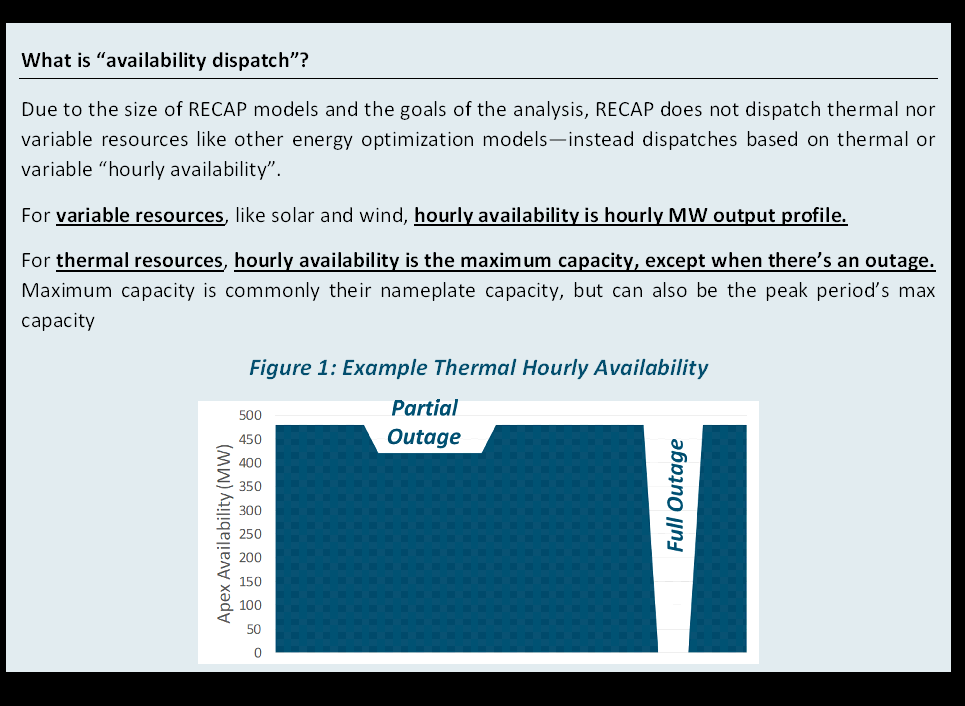 What is “availability dispatch”?
Due to the size of RECAP models and the goals of the analysis, RECAP does not dispatch thermal nor
variable resources like other energy optimization models—instead dispatches based on thermal or
variable “hourly availability”.
For variable resources, like solar and wind, hourly availability is hourly MW output profile.
For thermal resources, hourly availability is the maximum capacity, except when there’s an outage.
Maximum capacity is commonly their nameplate capacity, but can also be the peak period’s max
capacity
Figure 1: Example Thermal Hourly Availability
Partial
Outage
Full Outage
Apex Availability (MW)
500
450
400
350
300
250
200
150
100
50
0